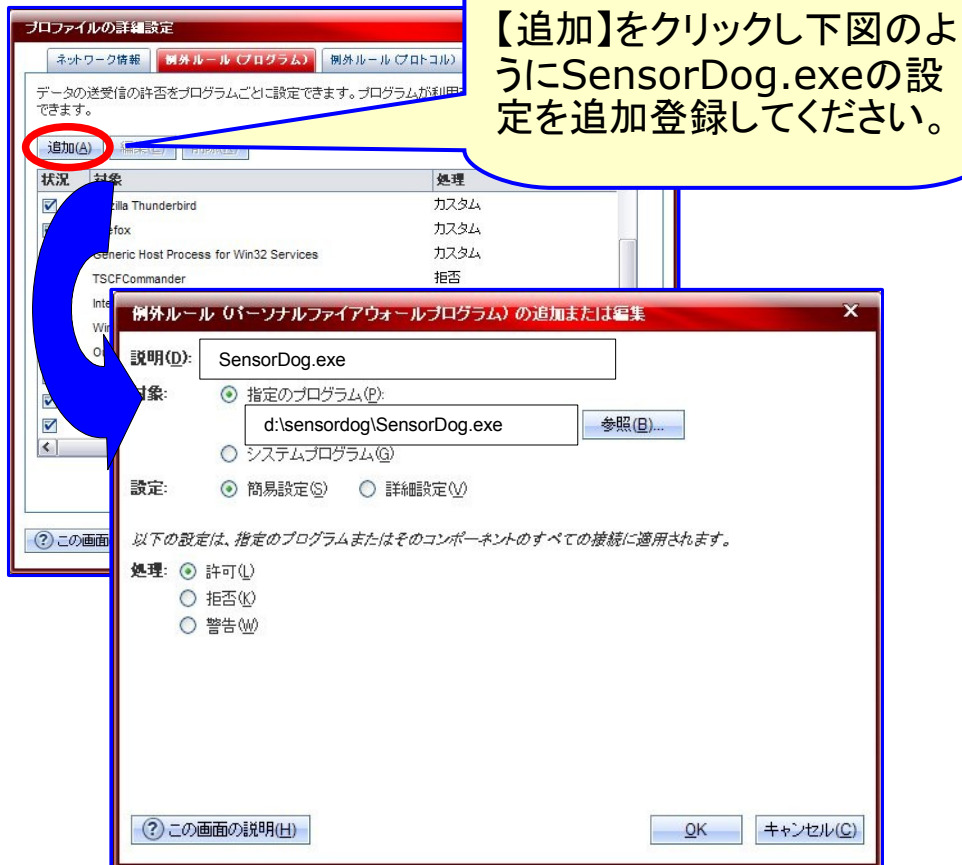 プロファイルの詳細設定
【追加】をクリックし下図のよ
うにSensorDog.exeの設
定を追加登録してください。
ネットワーク情報 例外ルール (プログラム) 例外ルール (プロトコル)
データの送受信の許否をプログラムごとに設定できます。プログラムが利用
できます。
追加(A)
状況 対象 処理
Thunderbird カスタム
カスタム
Generic Host Process for Win32 Services カスタム
TSCFCommander 拒否
例外ルール (パーソナルファイアウォールプログラム) の追加または編集 X
説明(D): SensorDog.exe
対象: 指定のプログラム(P):
d:\sensordog\SensorDog.exe 参照(B)...
システムプログラム(G)
設定: 簡易設定(S) 詳細設定(V)
この画面
以下の設定は、指定のプログラムまたはそのコンポーネントのすべての接続に適用されます。
処理: 許可(L)
拒否(K)
警告(W)
?この画面の説明(H) OK キャンセル(C)